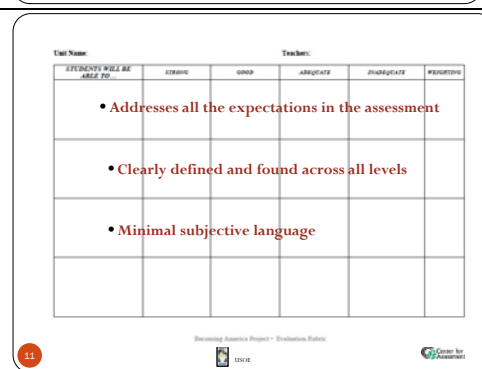 Unit Name: Teachers:
STUDENTS WILL BE ABLE TO… STRONG GOOD ADEQUATE INADEQUATE WEIGHTING
• Addresses all the expectations in the assessment
• Clearly defined and found across all levels
• Minimal subjective language
Becoming America Project • Evaluation Rubric
11 USOE Center for Assessment